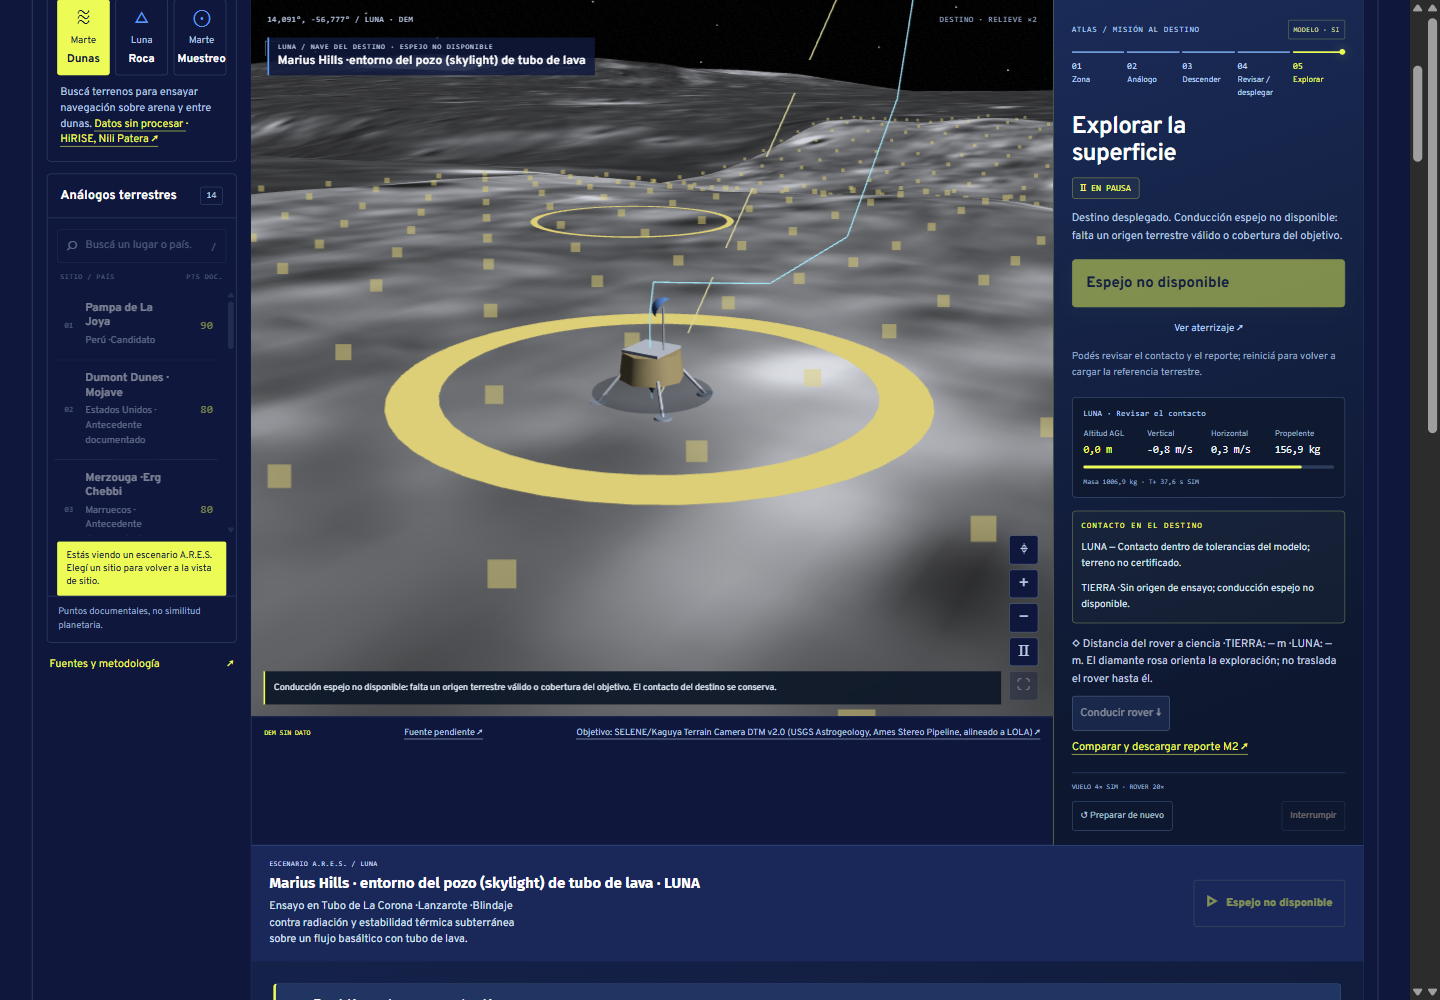 Marte
Dunas
Luna
Roca
Marte
Muestreo
Buscá terrenos para ensayar
navegación sobre arena y entre
dunas. Datos sin procesar ·
HiRISE, Nili Patera ↗
Análogos terrestres
14
Buscá un lugar o país.
/
SITIO / PAÍS
PTS DOC.
01
Pampa de La
Joya
Perú ·Candidato
90
02
Dumont Dunes ·
Mojave
Estados Unidos ·
Antecedente
documentado
80
03
Merzouga ·Erg
Chebbi
Marruecos ·
Antecedente
80
Estás viendo un escenario A.R.E.S.
Elegí un sitio para volver a la vista
de sitio.
Puntos documentales, no similitud
planetaria.
Fuentes y metodología ↗
14,091°, -56,777° / LUNA · DEM
DESTINO · RELIEVE ×2
LUNA / NAVE DEL DESTINO · ESPEJO NO DISPONIBLE
Marius Hills ·entorno del pozo (skylight) de tubo de lava
Conducción espejo no disponible: falta un origen terrestre válido o cobertura del objetivo. El contacto del destino se conserva.
DEM SIN DATO
Fuente pendiente ↗
Objetivo: SELENE/Kaguya Terrain Camera DTM v2.0 (USGS Astrogeology, Ames Stereo Pipeline, alineado a LOLA) ↗
ATLAS / MISIÓN AL DESTINO
MODELO · SI
01
Zona
02
Análogo
03
Descender
04
Revisar /
desplegar
05
Explorar
Explorar la
superficie
II EN PAUSA
Destino desplegado. Conducción espejo no disponible:
falta un origen terrestre válido o cobertura del objetivo.
Espejo no disponible
Ver aterrizaje ↗
Podés revisar el contacto y el reporte; reiniciá para volver a
cargar la referencia terrestre.
LUNA · Revisar el contacto
Altitud AGL
Vertical
Horizontal
Propelente
0,0 m
-0,8 m/s
0,3 m/s
156,9 kg
Masa 1006,9 kg · T+ 37,6 s SIM
CONTACTO EN EL DESTINO
LUNA — Contacto dentro de tolerancias del modelo;
terreno no certificado.
TIERRA ·Sin origen de ensayo; conducción espejo no
disponible.
◇ Distancia del rover a ciencia ·TIERRA: — m ·LUNA: —
m. El diamante rosa orienta la exploración; no traslada
el rover hasta él.
Conducir rover ↓
Comparar y descargar reporte M2 ↗
VUELO 4× SIM · ROVER 20×
↺ Preparar de nuevo
Interrumpir
ESCENARIO A.R.E.S. / LUNA
Marius Hills · entorno del pozo (skylight) de tubo de lava · LUNA
Ensayo en Tubo de La Corona ·Lanzarote ·Blindaje
contra radiación y estabilidad térmica subterránea
sobre un flujo basáltico con tubo de lava.
Espejo no disponible